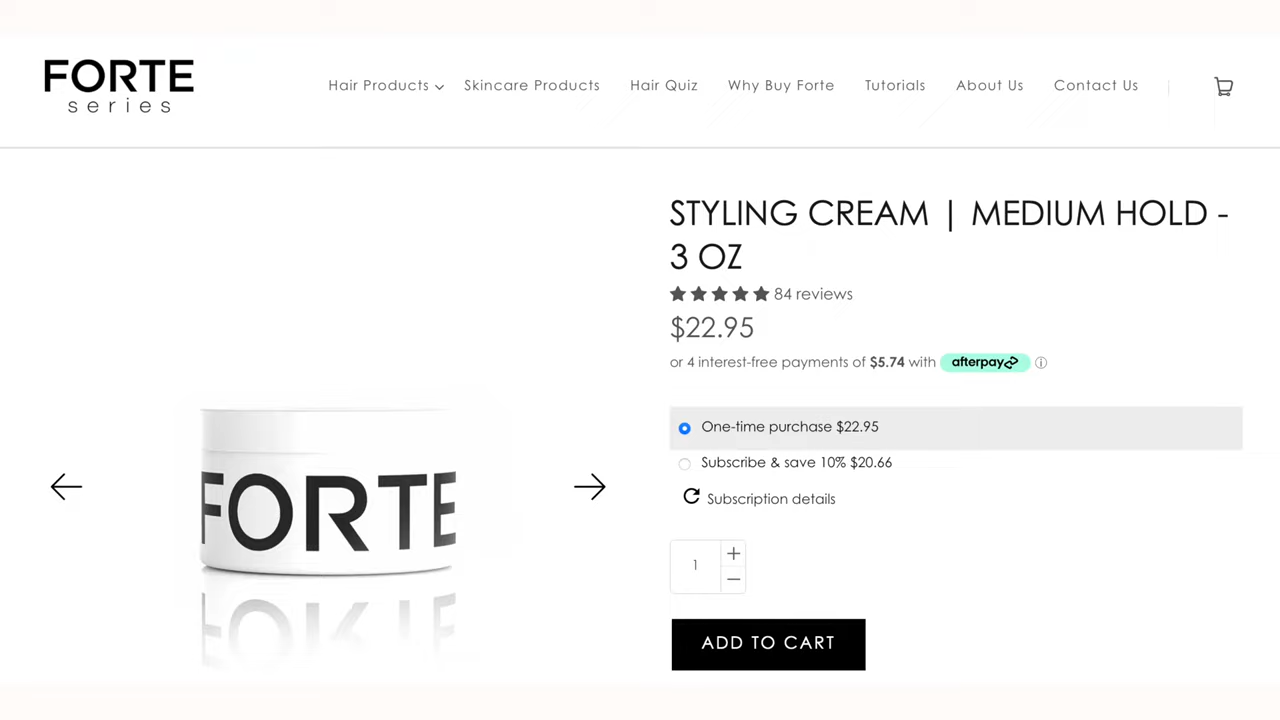 FORTE
series
Hair Products
Skincare Products
Hair Quiz
Why Buy Forte
Tutorials
About Us
Contact Us
STYLING CREAM | MEDIUM HOLD -
3 OZ
84 reviews
$22.95
or 4 interest-free payments of $5.74 with afterpay
One-time purchase $22.95
Subscribe & save 10% $20.66
Subscription details
1
ADD TO CART
FORTE